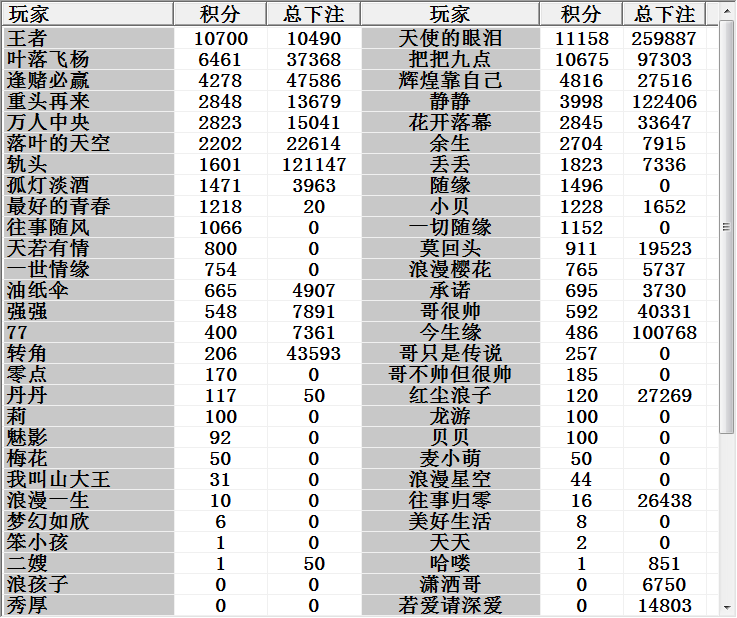 玩家 积分 总下注 玩家 积分 总下注
王者 10700 10490 天使的眼泪 11158 259887
叶落飞杨 6461 37368 把把九点 10675 97303
逢赌必赢 4278 47586 辉煌靠自己 4816 27516
重头再来 2848 13679 静静 3998 122406
万人中央 2823 15041 花开落幕 2845 33647
落叶的天空 2202 22614 余生 2704 7915
轨头 1601 121147 丢丢 1823 7336
孤灯淡酒 1471 3963 随缘 1496 0
最好的青春 1218 20 小贝 1228 1652
往事随风 1066 0 一切随缘 1152 0
天若有情 800 0 莫回头 911 19523
一世情缘 754 0 浪漫樱花 765 5737
油纸伞 665 4907 承诺 695 3730
强强 548 7891 哥很帅 592 40331
77 400 7361 今生缘 486 100768
转角 206 43593 哥只是传说 257 0
零点 170 0 哥不帅但很帅 185 0
丹丹 117 50 红尘浪子 120 27269
莉 100 0 龙游 100 0
魅影 92 0 贝贝 100 0
梅花 50 0 麦小萌 50 0
我叫山大王 31 0 浪漫星空 44 0
浪漫一生 10 0 往事归零 16 26438
梦幻如欣 6 0 美好生活 8 0
笨小孩 1 0 天天 2 0
二嫂 1 50 哈喽 1 851
浪孩子 0 0 潇洒哥 0 6750
秀厚 0 0 若爱请深爱 0 14803